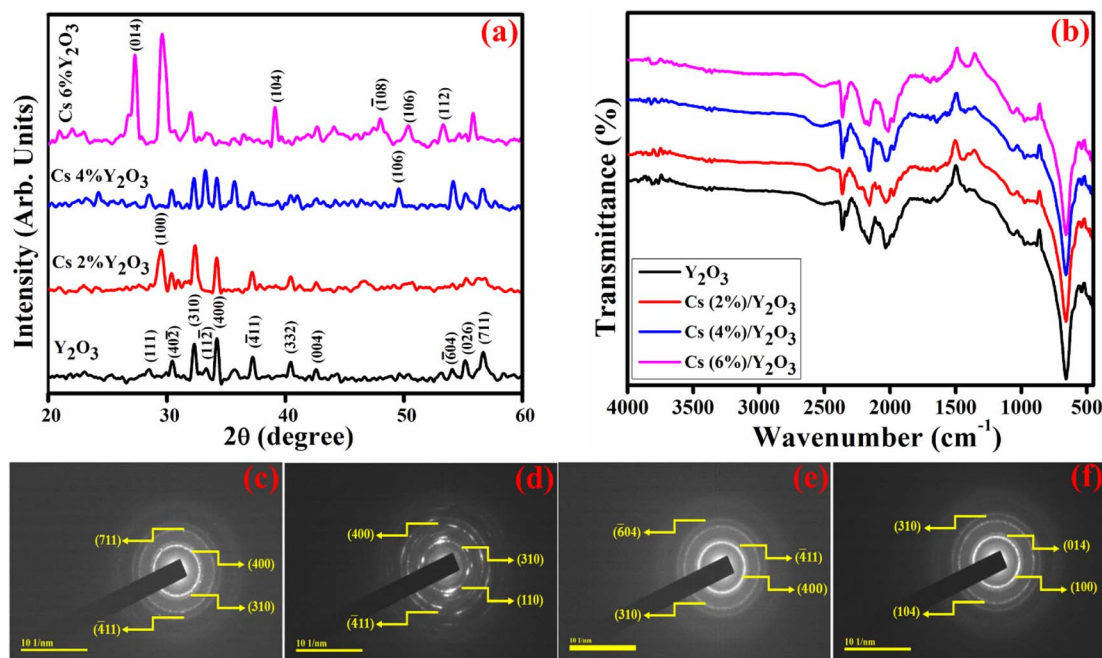 (a)
Cs 6%Y₂O₃
(014)
(104)
(1̅08)
(106)
(112)
Cs 4%Y₂O₃
(106)
Cs 2%Y₂O₃
(100)
Y₂O₃
(111)
(402̅)
(310)
(11̅2̅)
(400)
(4̅11)
(332)
(004)
(6̅04)
(026)
(711)
Intensity (Arb. Units)
20 30 40 50 60
2θ (degree)
(b)
Transmittance (%)
Y₂O₃
Cs (2%)/Y₂O₃
Cs (4%)/Y₂O₃
Cs (6%)/Y₂O₃
4000 3500 3000 2500 2000 1500 1000 500
Wavenumber (cm⁻¹)
(c)
(711)
(400)
(310)
(4̅11)
10 1/nm
(d)
(400)
(310)
(110)
(4̅11)
10 1/nm
(e)
(6̅04)
(4̅11)
(400)
(310)
10 1/nm
(f)
(310)
(014)
(100)
(104)
10 1/nm